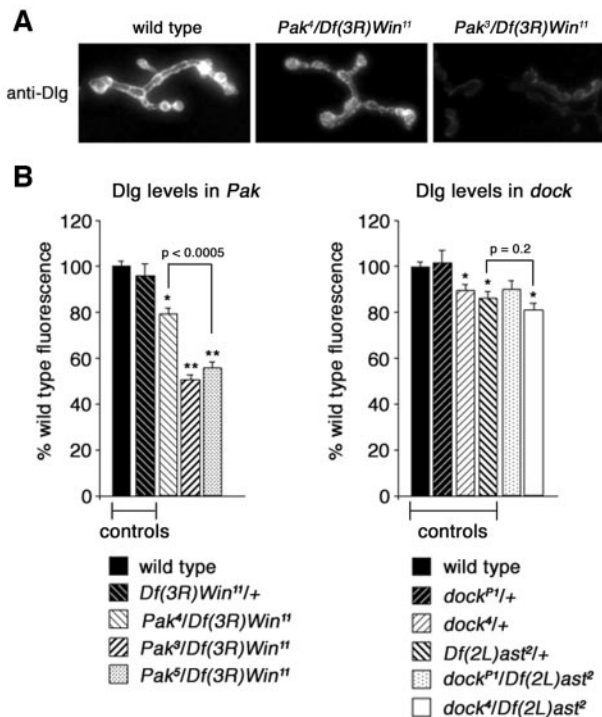 A
wild type
Pak⁴/Df(3R)Win¹¹
Pak³/Df(3R)Win¹¹
anti-Dlg
B
Dlg levels in Pak
% wild type fluorescence
120
100
80
60
40
20
0
p < 0.0005
*
**
**
controls
wild type
Df(3R)Win¹¹/+
Pak⁴/Df(3R)Win¹¹
Pak³/Df(3R)Win¹¹
Pak⁵/Df(3R)Win¹¹
Dlg levels in dock
% wild type fluorescence
120
100
80
60
40
20
0
p = 0.2
*
*
*
controls
wild type
dockᴾ¹/+
dock⁴/+
Df(2L)ast²/+
dockᴾ¹/Df(2L)ast²
dock⁴/Df(2L)ast²